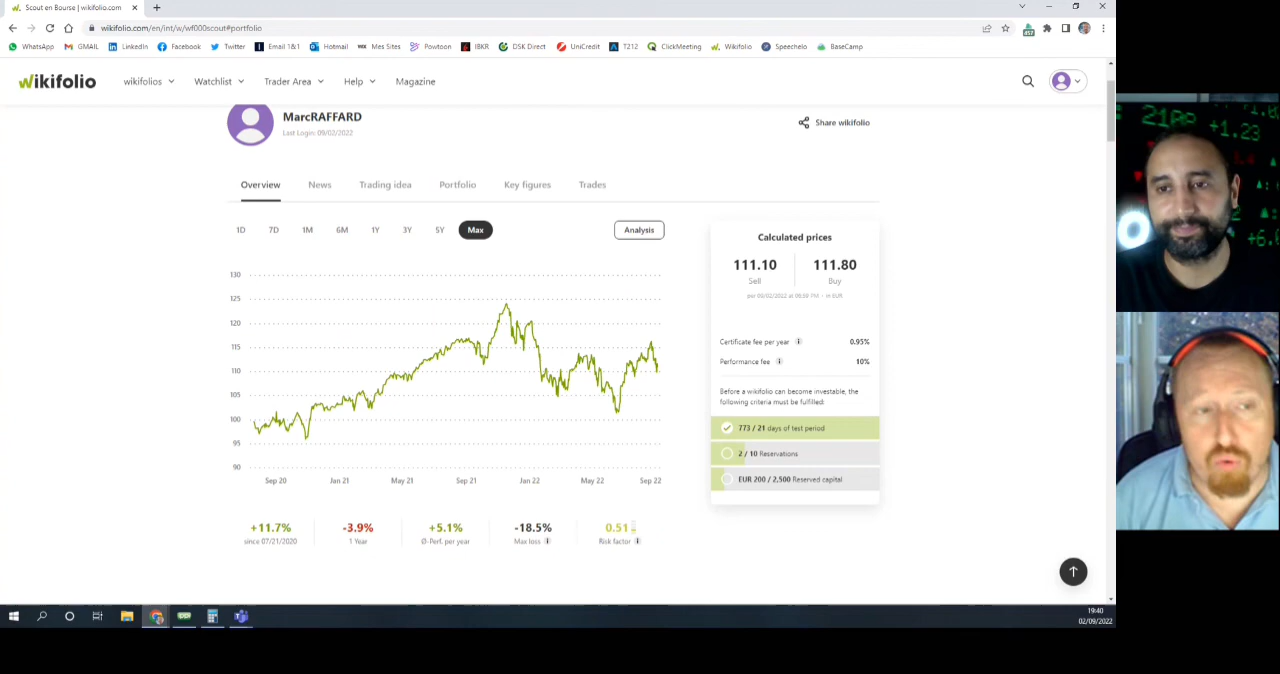 Scout en Bourse | wikifolio.com
wikifolio.com/en/int/w/wf000scout#portfolio
WhatsApp GMAIL LinkedIn Facebook Twitter Email 1&1 Hotmail Mes Sites Powtoon IBKR DSK Direct UniCredit T212 ClickMeeting Wikifolio Speechelo BaseCamp
457
wikifolio wikifolios Watchlist Trader Area Help Magazine
MarcRAFFARD
Last Login: 09/02/2022
Share wikifolio
Overview News Trading idea Portfolio Key figures Trades
1D 7D 1M 6M 1Y 3Y 5Y Max Analysis
130
125
120
115
110
105
100
95
90
Sep 20 Jan 21 May 21 Sep 21 Jan 22 May 22 Sep 22
+11.7% -3.9% +5.1% -18.5% 0.51
since 07/21/2020 1 Year Ø-Perf. per year Max loss Risk factor
Calculated prices
111.10 111.80
Sell Buy
Certificate fee per year 0.95%
Performance fee 10%
Before a wikifolio can become investable, the
following criteria must be fulfilled:
773 / 21 days of test period
2 / 10 Reservations
EUR 200 / 2,500 Reserved capital
19:40
02/09/2022
21AP
+1.23